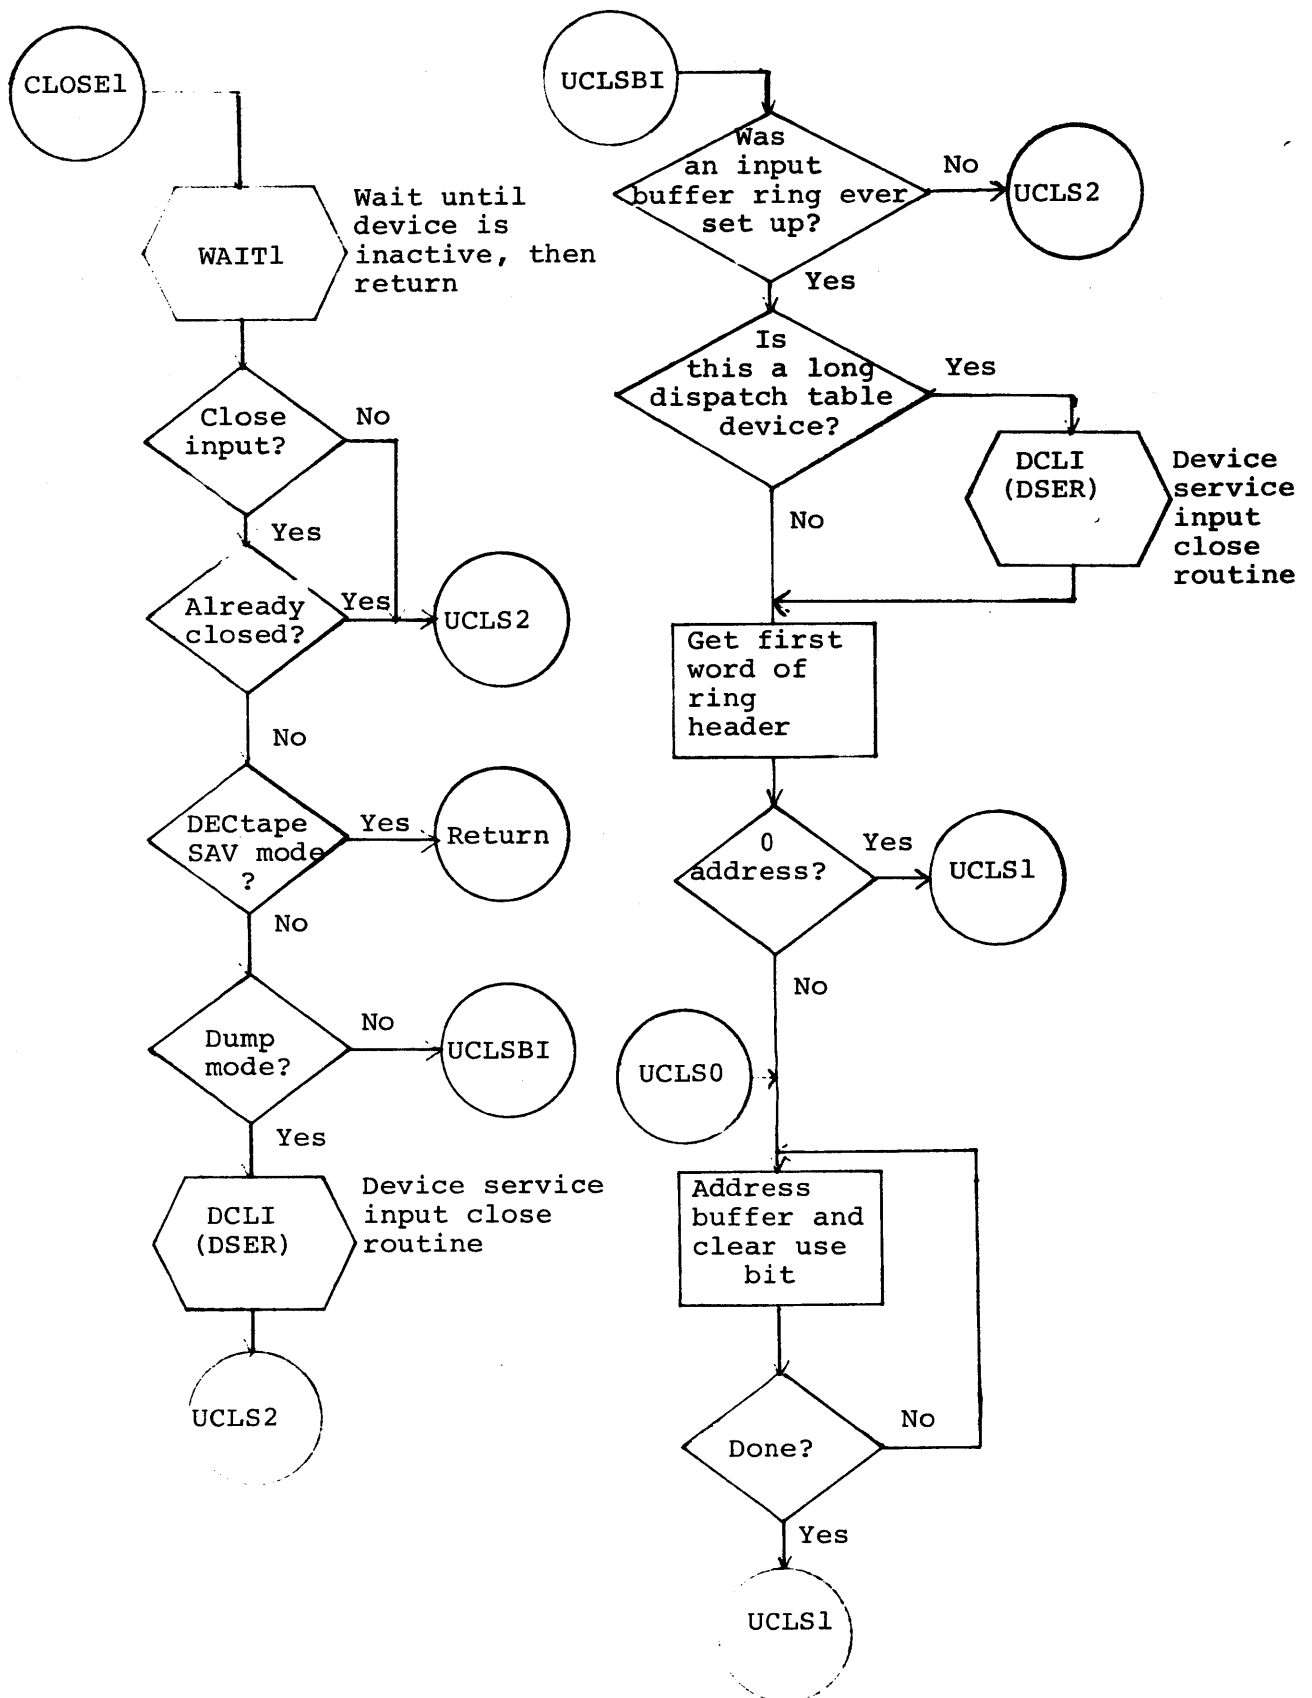 CLOSE1
WAIT1
Wait until
device is
inactive, then
return
Close
input?
No
Yes
Already
closed?
Yes
UCLS2
No
DECtape
SAV mode
?
Yes
Return
No
Dump
mode?
No
UCLSBI
Yes
DCLI
(DSER)
Device service
input close
routine
UCLS2
UCLSBI
Was
an input
buffer ring ever
set up?
No
UCLS2
Yes
Is
this a long
dispatch table
device?
Yes
DCLI
(DSER)
Device
service
input
close
routine
No
Get first
word of
ring
header
0
address?
Yes
UCLS1
No
UCLS0
Address
buffer and
clear use
bit
Done?
No
Yes
UCLS1